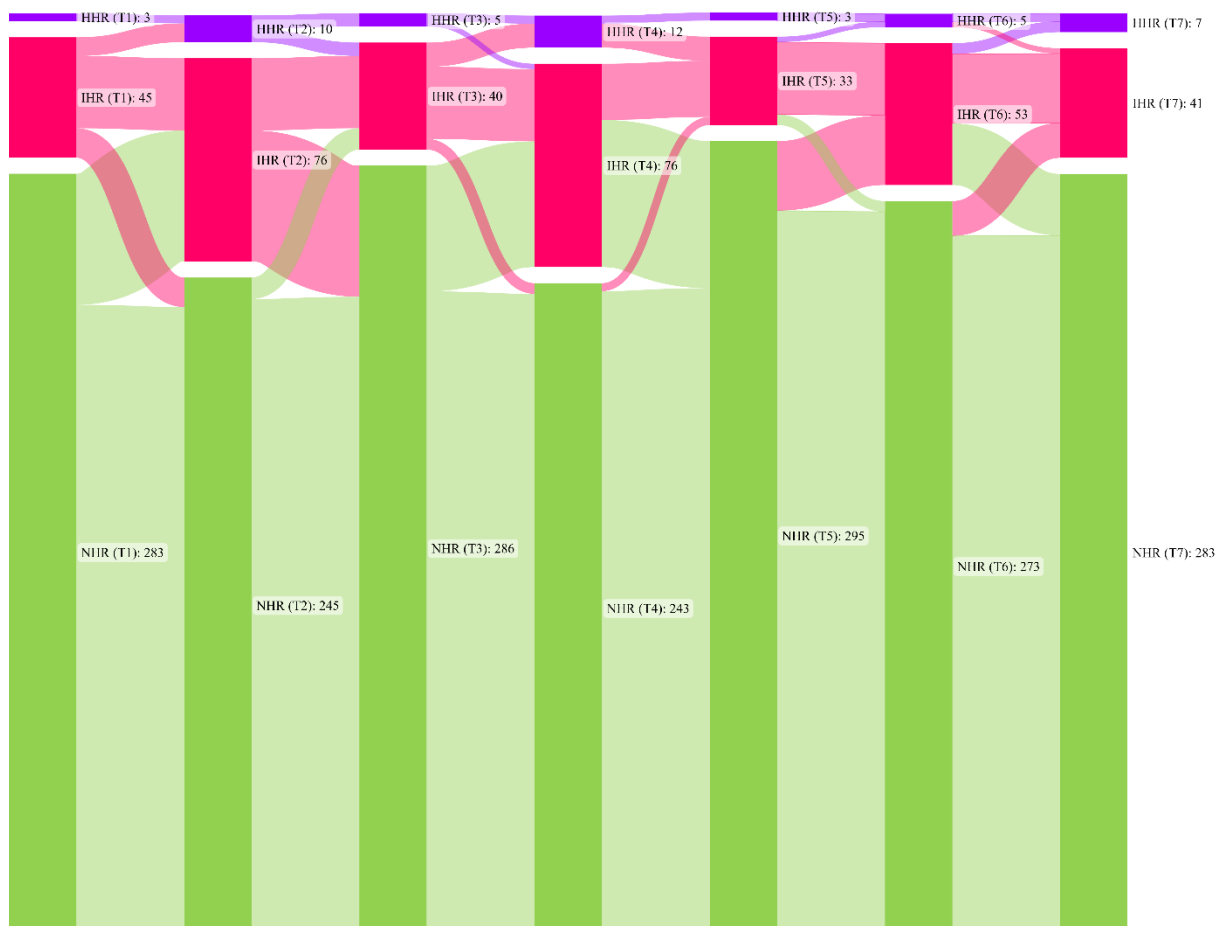 HHR (T1): 3
HHR (T2): 10
HHR (T3): 5
HHR (T4): 12
HHR (T5): 3
HHR (T6): 5
HHR (T7): 7
IHR (T1): 45
IHR (T2): 76
IHR (T3): 40
IHR (T4): 76
IHR (T5): 33
IHR (T6): 53
IHR (T7): 41
NHR (T1): 283
NHR (T2): 245
NHR (T3): 286
NHR (T4): 243
NHR (T5): 295
NHR (T6): 273
NHR (T7): 283